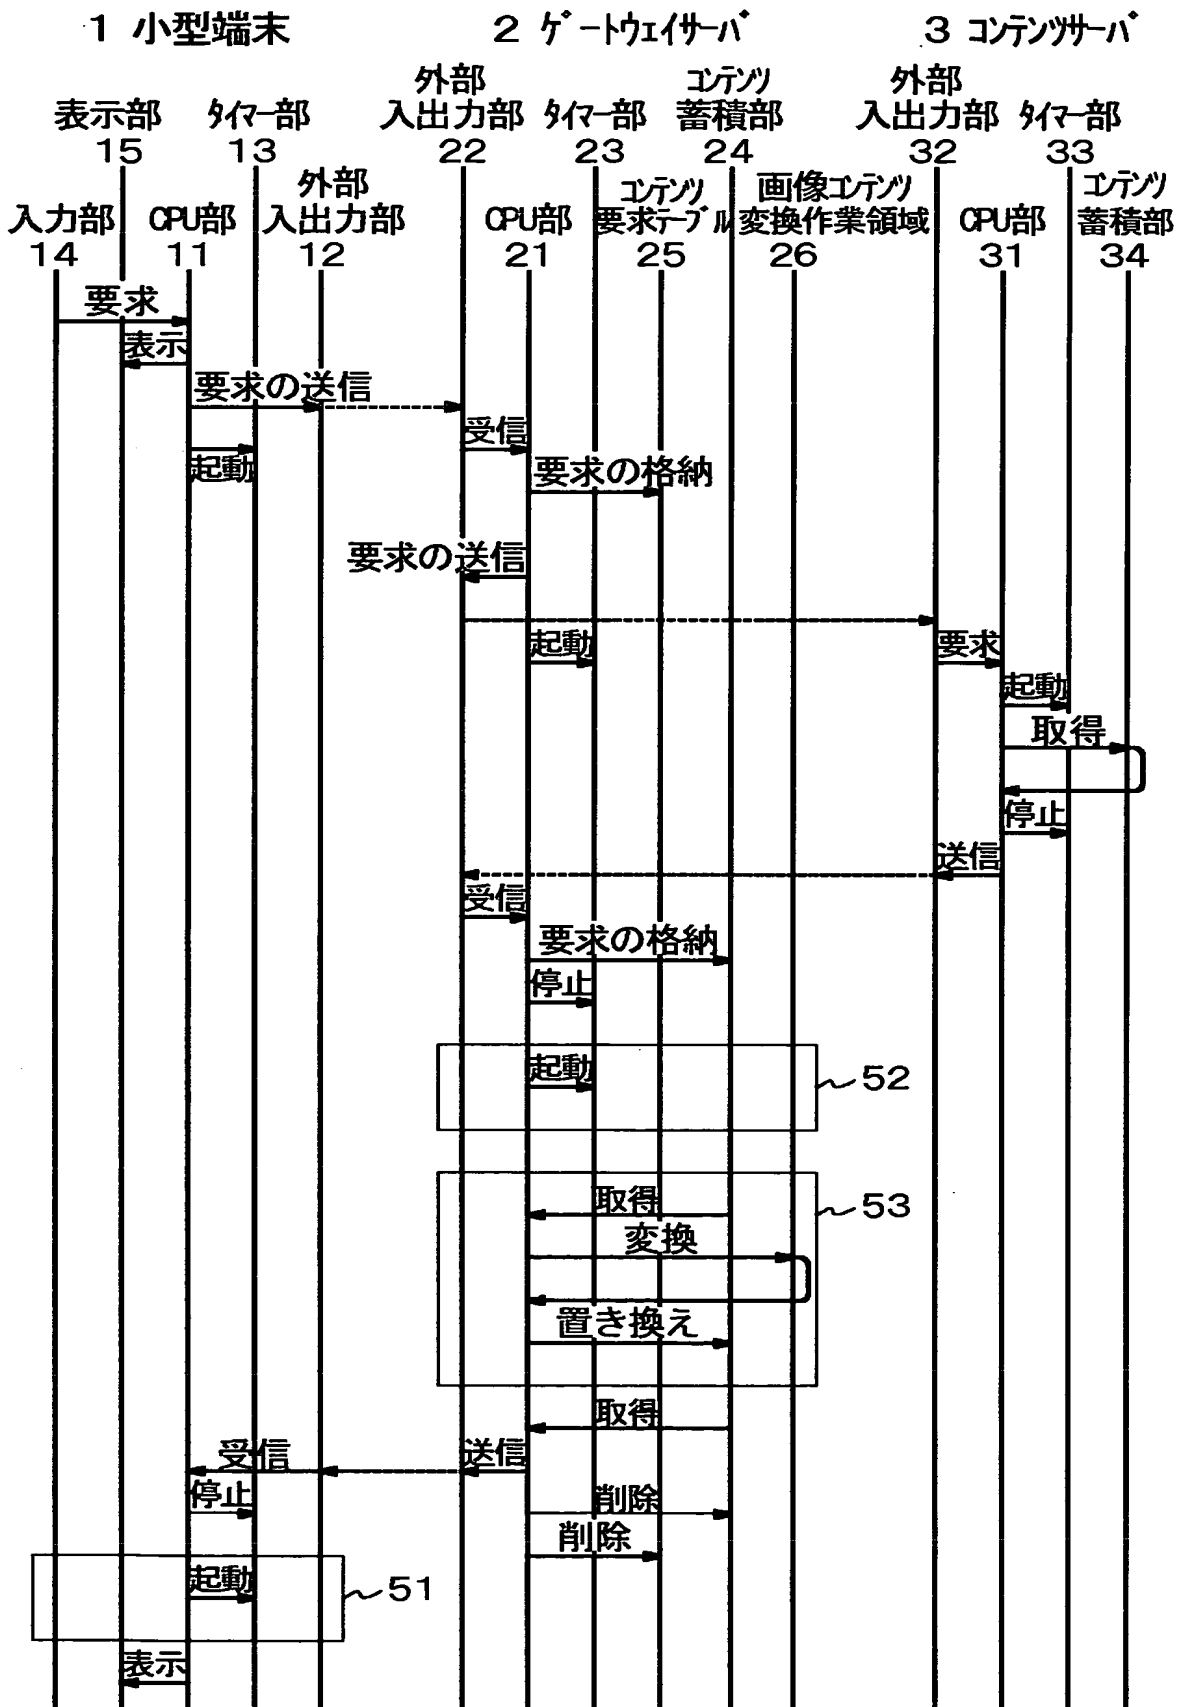 1 小型端末
2 ゲートウェイサーバ
3 コンテンツサーバ
外部
コンテンツ
外部
表示部
タイマー部
入出力部
タイマー部
蓄積部
入出力部
タイマー部
15
13
22
23
24
32
33
外部
コンテンツ
画像コンテンツ
コンテンツ
入力部
CPU部
入出力部
CPU部
要求テーブル
変換作業領域
CPU部
蓄積部
14
11
12
21
25
26
31
34
要求
表示
要求の送信
受信
起動
要求の格納
要求の送信
起動
要求
起動
取得
停止
送信
受信
要求の格納
停止
起動
52
取得
53
変換
置き換え
取得
受信
送信
停止
削除
削除
起動
51
表示